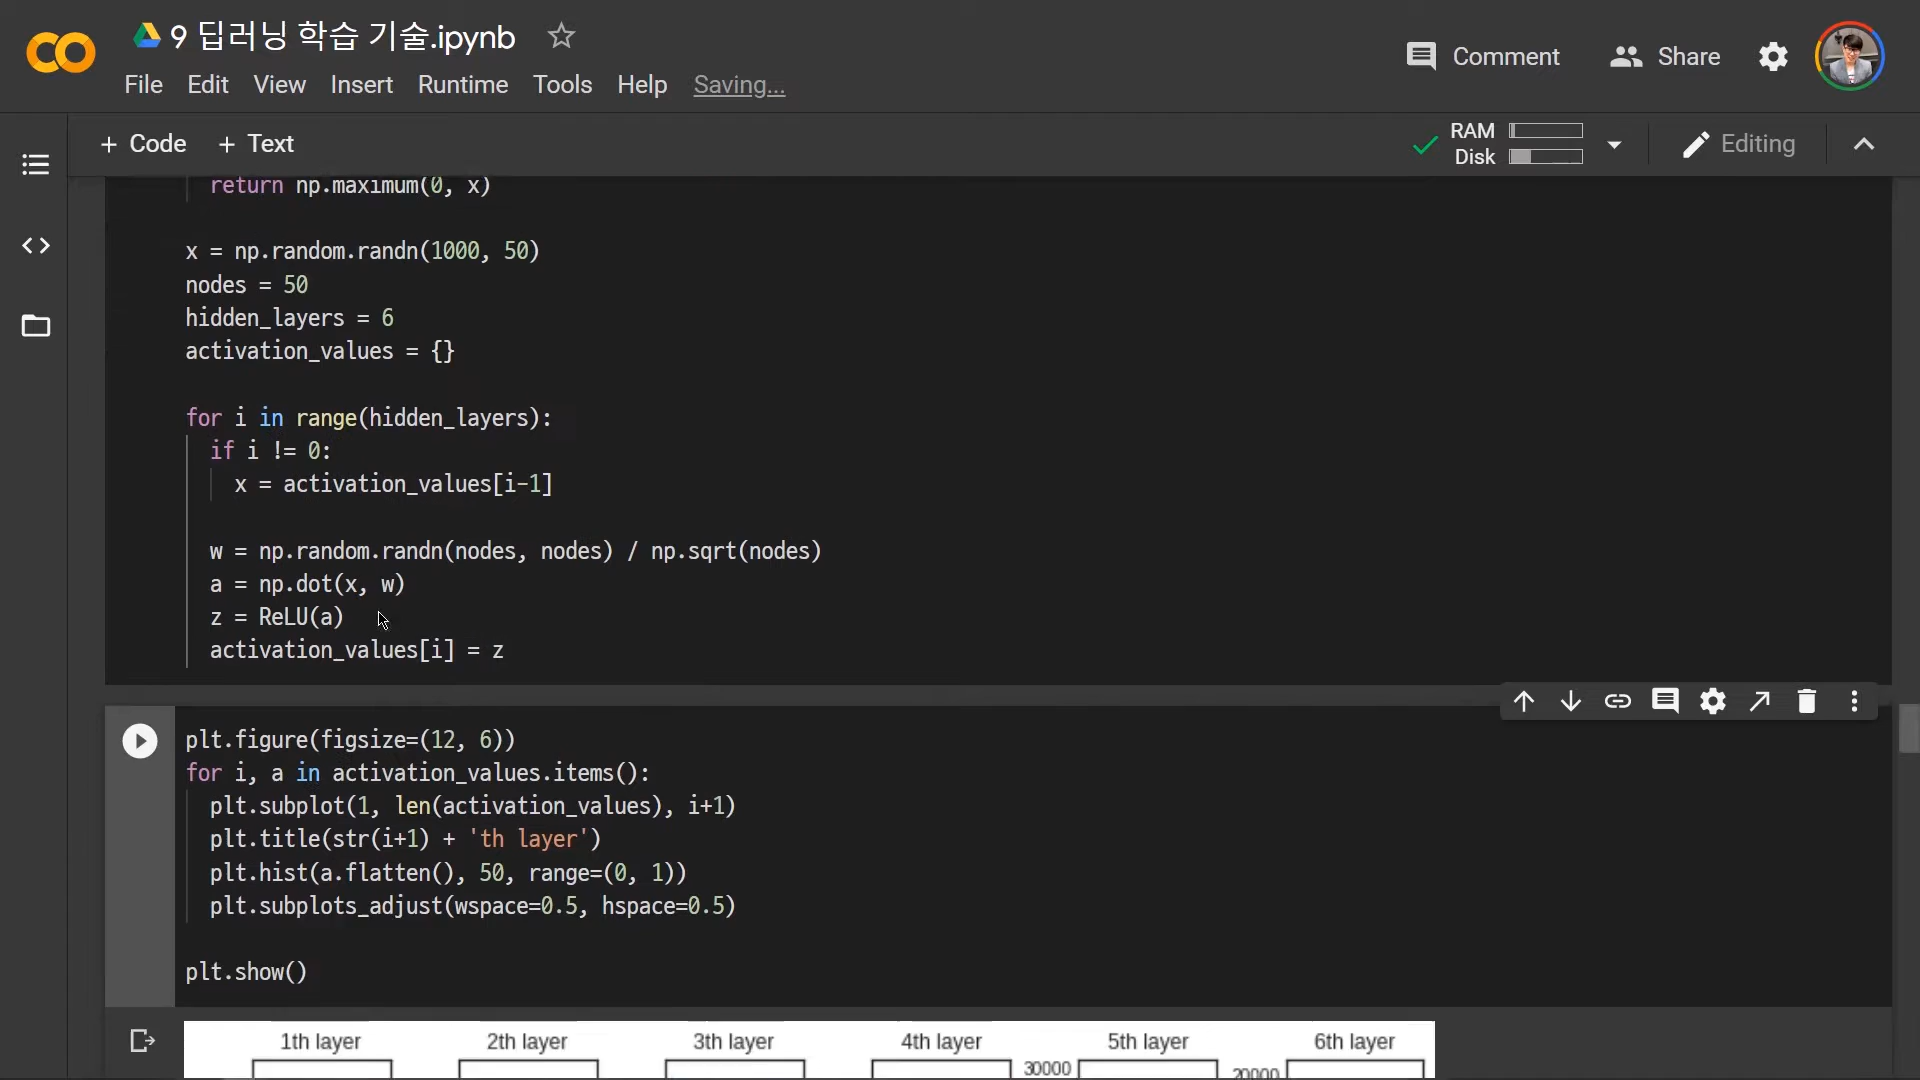 9 딥러닝 학습 기술.ipynb
Comment
Share
File Edit View Insert Runtime Tools Help Saving...
+ Code + Text
RAM
Disk
Editing
return np.maximum(0, x)
x = np.random.randn(1000, 50)
nodes = 50
hidden_layers = 6
activation_values = {}
for i in range(hidden_layers):
if i != 0:
x = activation_values[i-1]
w = np.random.randn(nodes, nodes) / np.sqrt(nodes)
a = np.dot(x, w)
z = ReLU(a)
activation_values[i] = z
plt.figure(figsize=(12, 6))
for i, a in activation_values.items():
plt.subplot(1, len(activation_values), i+1)
plt.title(str(i+1) + 'th layer')
plt.hist(a.flatten(), 50, range=(0, 1))
plt.subplots_adjust(wspace=0.5, hspace=0.5)
plt.show()
1th layer 2th layer 3th layer 4th layer 5th layer 6th layer
30000 20000